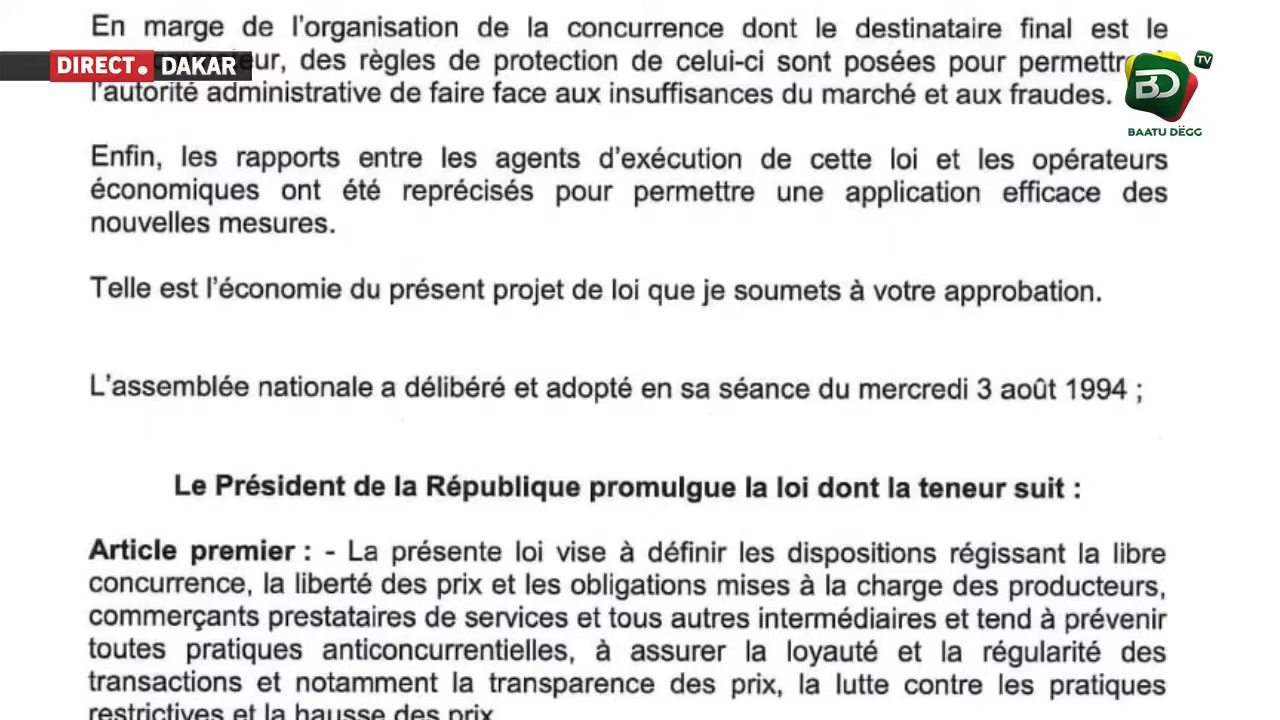 En marge de l'organisation de la concurrence dont le destinataire final est le
DIRECT. DAKAR
eur, des règles de protection de celui-ci sont posées pour permettre
l'autorité administrative de faire face aux insuffisances du marché et aux fraudes.
BD TV
BAATU DËGG
Enfin, les rapports entre les agents d'exécution de cette loi et les opérateurs
économiques ont été reprécisés pour permettre une application efficace des
nouvelles mesures.
Telle est l'économie du présent projet de loi que je soumets à votre approbation.
L'assemblée nationale a délibéré et adopté en sa séance du mercredi 3 août 1994 ;
Le Président de la République promulgue la loi dont la teneur suit :
Article premier : - La présente loi vise à définir les dispositions régissant la libre
concurrence, la liberté des prix et les obligations mises à la charge des producteurs,
commerçants prestataires de services et tous autres intermédiaires et tend à prévenir
toutes pratiques anticoncurrentielles, à assurer la loyauté et la régularité des
transactions et notamment la transparence des prix, la lutte contre les pratiques
restrictives et la hausse des prix